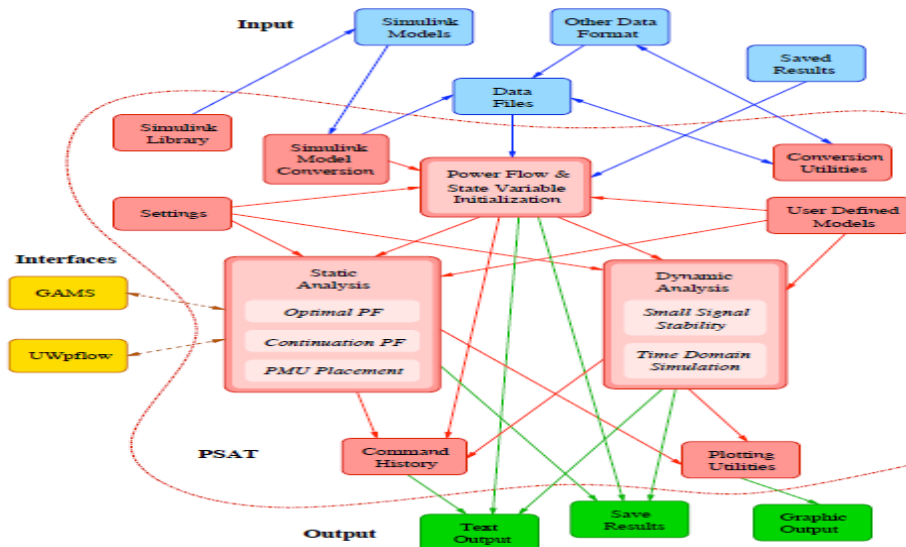 Input
Simulink
Models
Other Data
Format
Saved
Results
Data
Files
Simulink
Library
Simulink
Model
Conversion
Power Flow &
State Variable
Initialization
Conversion
Utilities
Settings
User Defined
Models
Interfaces
GAMS
UWpflow
Static
Analysis
Optimal PF
Continuation PF
PMU Placement
Dynamic
Analysis
Small Signal
Stability
Time Domain
Simulation
PSAT
Command
History
Plotting
Utilities
Output
Text
Output
Save
Results
Graphic
Output